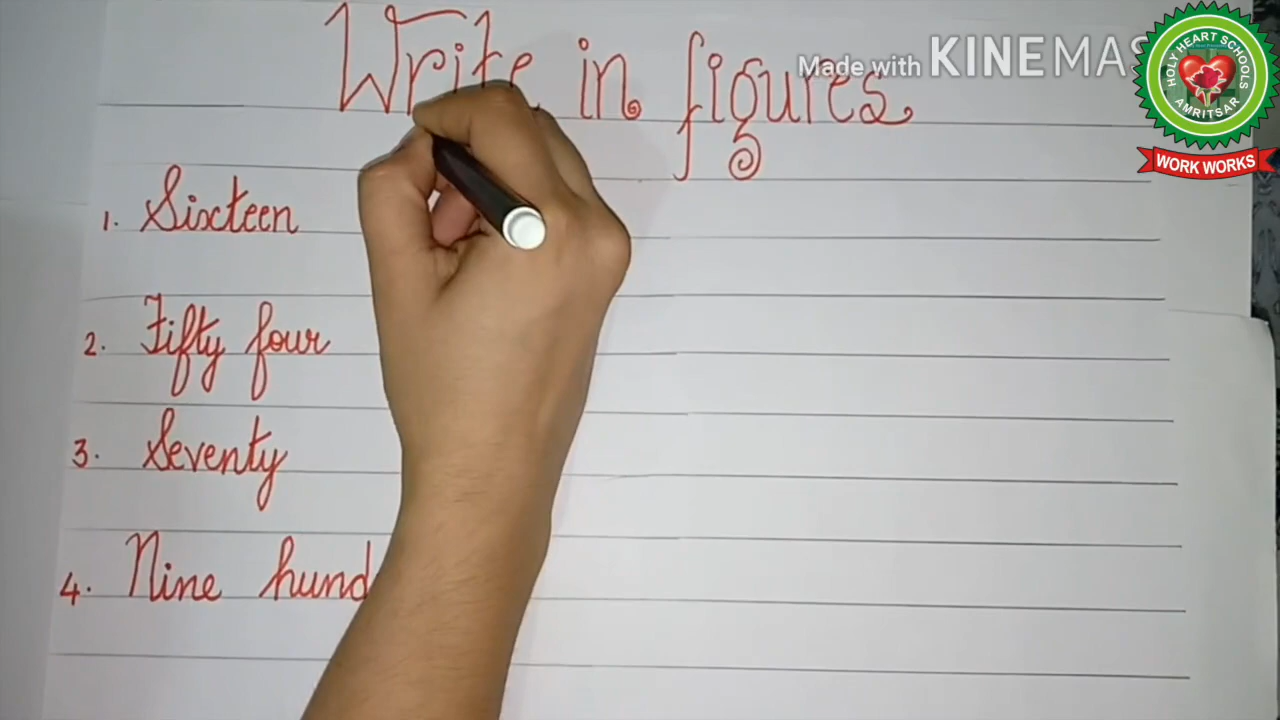 Write in figures
Made with KINEMA
HOLY HEART SCHOOLS
AMRITSAR
WORK WORKS
1. Sixteen
2. Fifty four
3. Seventy
4. Nine hund